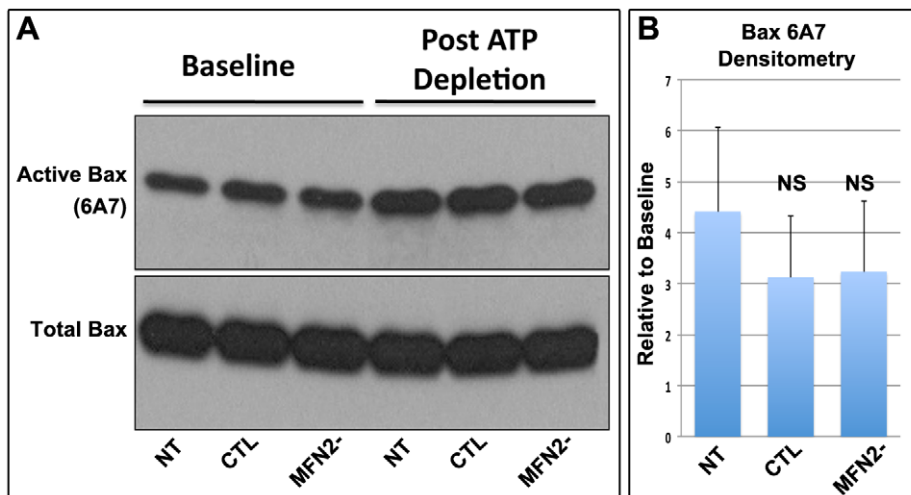 A
Baseline
Post ATP
Depletion
Active Bax
(6A7)
Total Bax
NT
CTL
MFN2-
NT
CTL
MFN2-
B
Bax 6A7
Densitometry
Relative to Baseline
7
6
5
4
3
2
1
0
NS
NS
NT
CTL
MFN2-